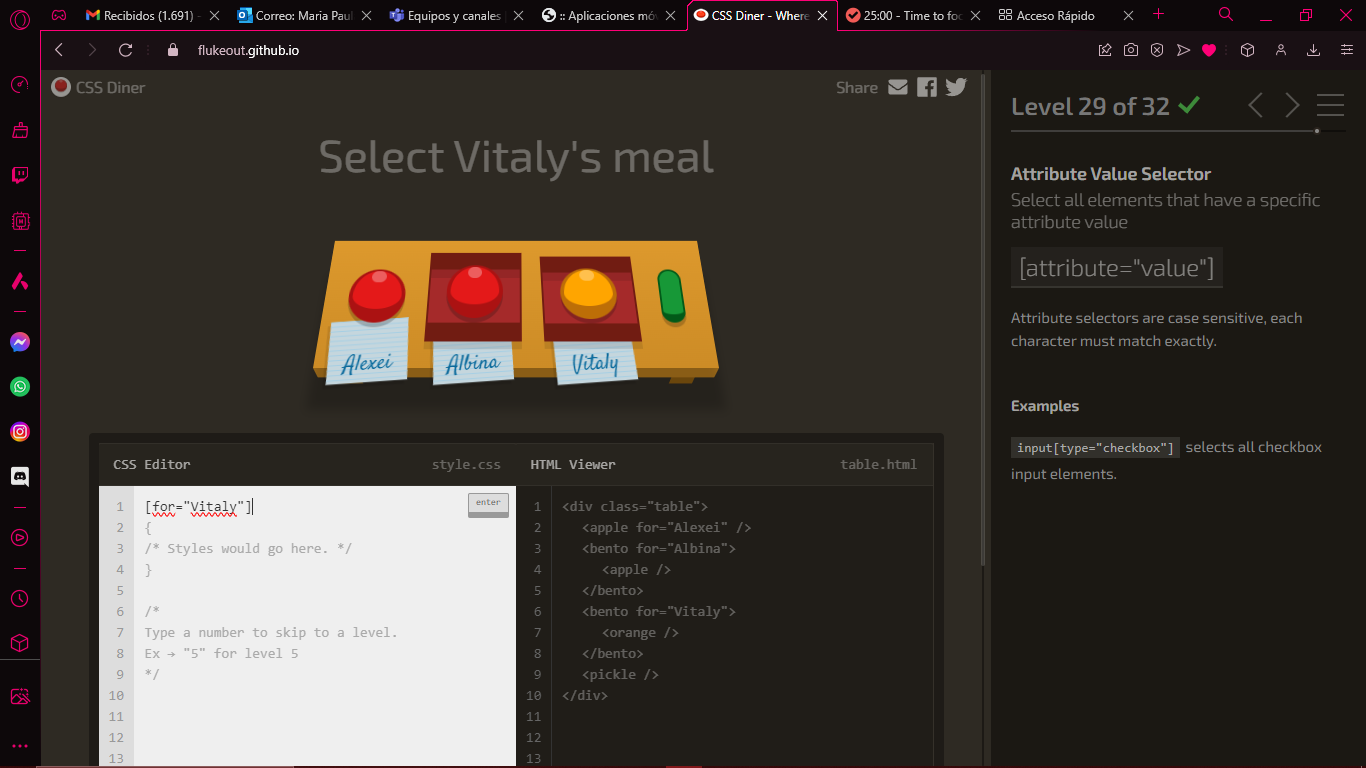 Recibidos (1.691) -
Correo: Maria Paul
Equipos y canales
:: Aplicaciones móv
CSS Diner - Where
25:00 - Time to foc
Acceso Rápido
flukeout.github.io
CSS Diner
Share
Select Vitaly's meal
Alexei
Albina
Vitaly
CSS Editor
style.css
1 [for="Vitaly"]
enter
2 {
3 /* Styles would go here. */
4 }
5
6 /*
7 Type a number to skip to a level.
8 Ex → "5" for level 5
9 */
10
11
12
13
HTML Viewer
table.html
1 <div class="table">
2 <apple for="Alexei" />
3 <bento for="Albina">
4 <apple />
5 </bento>
6 <bento for="Vitaly">
7 <orange />
8 </bento>
9 <pickle />
10 </div>
11
12
13
Level 29 of 32
Attribute Value Selector
Select all elements that have a specific
attribute value
[attribute="value"]
Attribute selectors are case sensitive, each
character must match exactly.
Examples
input[type="checkbox"] selects all checkbox
input elements.